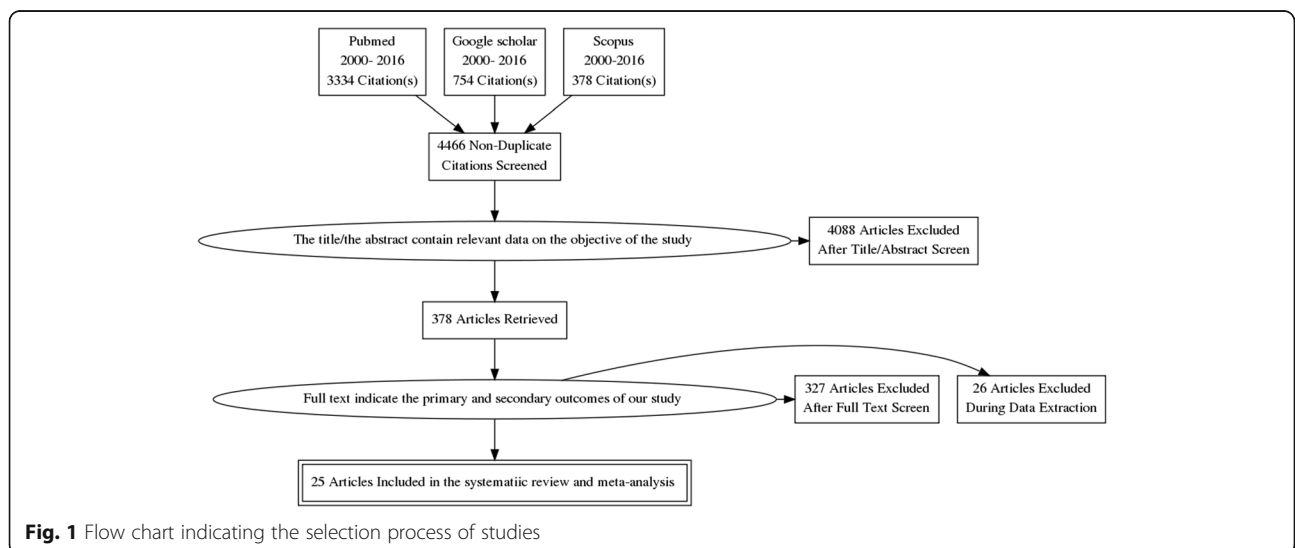 Pubmed
2000- 2016
3334 Citation(s)
Google scholar
2000- 2016
754 Citation(s)
Scopus
2000-2016
378 Citation(s)
4466 Non-Duplicate
Citations Screened
The title/the abstract contain relevant data on the objective of the study
4088 Articles Excluded
After Title/Abstract Screen
378 Articles Retrieved
Full text indicate the primary and secondary outcomes of our study
327 Articles Excluded
After Full Text Screen
26 Articles Excluded
During Data Extraction
25 Articles Included in the systematiic review and meta-analysis
Fig. 1 Flow chart indicating the selection process of studies